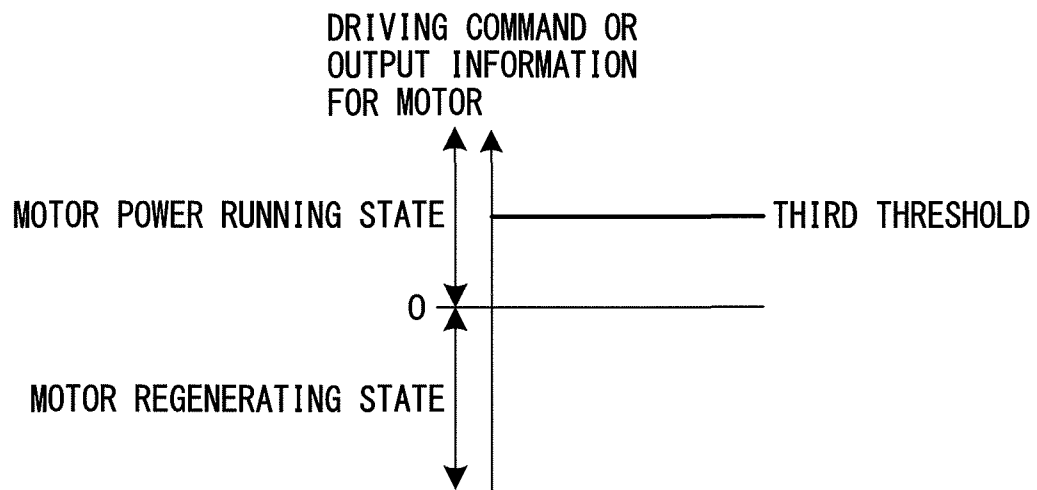 DRIVING COMMAND OR
OUTPUT INFORMATION
FOR MOTOR
MOTOR POWER RUNNING STATE
THIRD THRESHOLD
0
MOTOR REGENERATING STATE